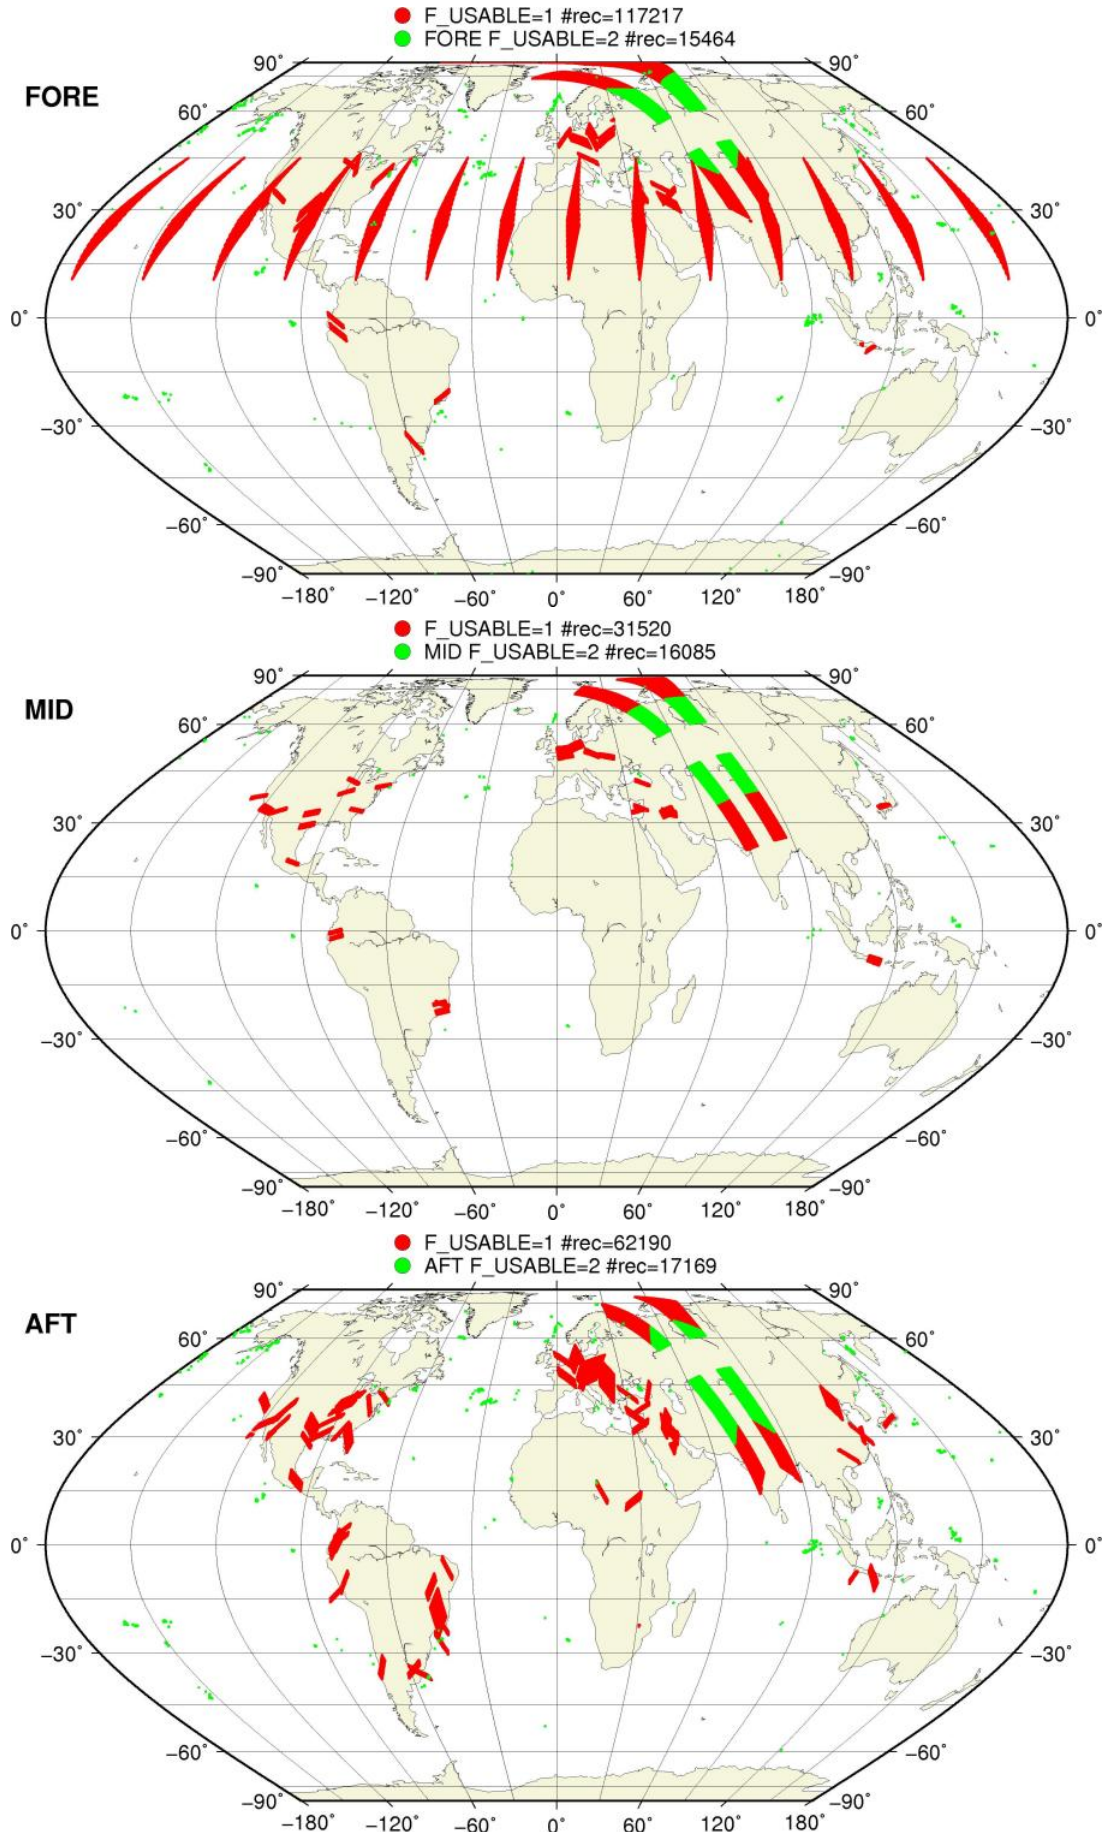 F_USABLE=1 #rec=117217
FORE F_USABLE=2 #rec=15464
FORE
90˚ 90˚
60˚ 60˚
30˚ 30˚
0˚ 0˚
−30˚ −30˚
−60˚ −60˚
−90˚ −90˚
−180˚ −120˚ −60˚ 0˚ 60˚ 120˚ 180˚
F_USABLE=1 #rec=31520
MID F_USABLE=2 #rec=16085
MID
90˚ 90˚
60˚ 60˚
30˚ 30˚
0˚ 0˚
−30˚ −30˚
−60˚ −60˚
−90˚ −90˚
−180˚ −120˚ −60˚ 0˚ 60˚ 120˚ 180˚
F_USABLE=1 #rec=62190
AFT F_USABLE=2 #rec=17169
AFT
90˚ 90˚
60˚ 60˚
30˚ 30˚
0˚ 0˚
−30˚ −30˚
−60˚ −60˚
−90˚ −90˚
−180˚ −120˚ −60˚ 0˚ 60˚ 120˚ 180˚